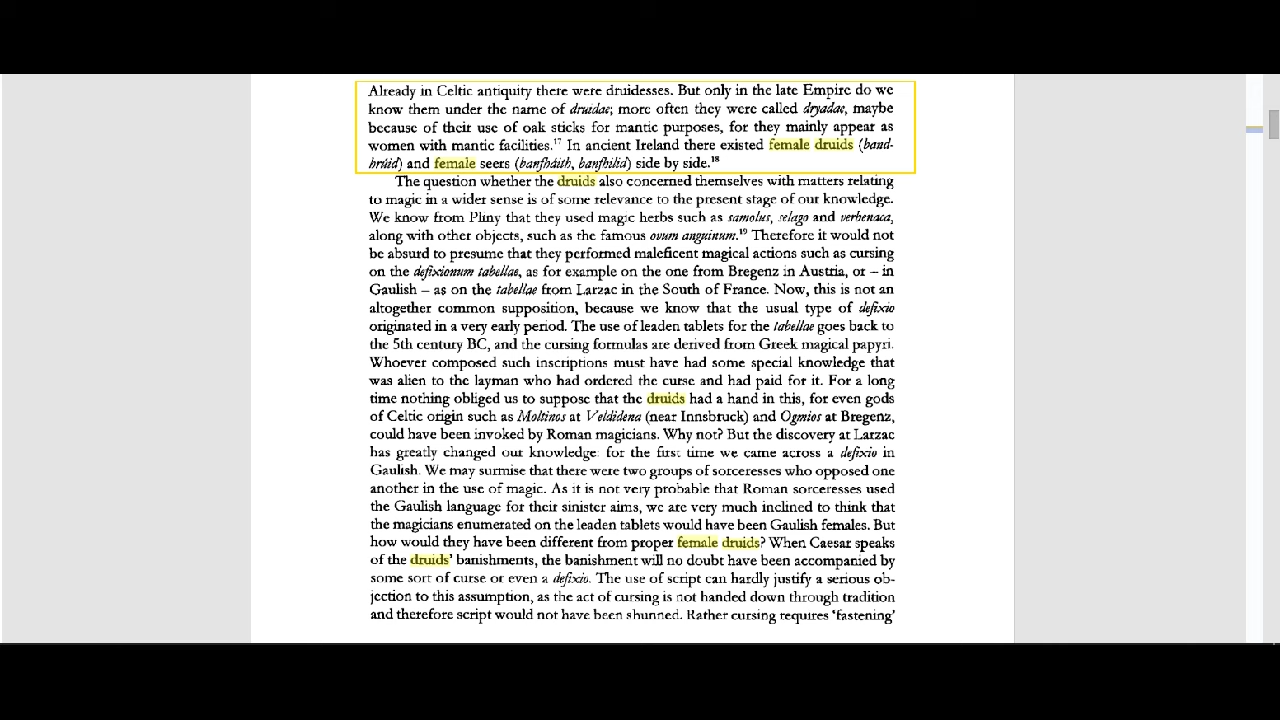 Already in Celtic antiquity there were druidesses. But only in the late Empire do we
know them under the name of druidae; more often they were called dryadae, maybe
because of their use of oak sticks for mantic purposes, for they mainly appear as
women with mantic facilities.17 In ancient Ireland there existed female druids (band-
brúid) and female seers (banfháith, banfhilia) side by side.18
The question whether the druids also concerned themselves with matters relating
to magic in a wider sense is of some relevance to the present stage of our knowledge.
We know from Pliny that they used magic herbs such as samolus, selago and verbenaca,
along with other objects, such as the famous ovum anguinum.19 Therefore it would not
be absurd to presume that they performed maleficent magical actions such as cursing
on the defixionum tabellae, as for example on the one from Bregenz in Austria, or – in
Gaulish – as on the tabellae from Larzac in the South of France. Now, this is not an
altogether common supposition, because we know that the usual type of defixio
originated in a very early period. The use of leaden tablets for the tabellae goes back to
the 5th century BC, and the cursing formulas are derived from Greek magical papyri.
Whoever composed such inscriptions must have had some special knowledge that
was alien to the layman who had ordered the curse and had paid for it. For a long
time nothing obliged us to suppose that the druids had a hand in this, for even gods
of Celtic origin such as Moltinos at Veldidena (near Innsbruck) and Ogmios at Bregenz,
could have been invoked by Roman magicians. Why not? But the discovery at Larzac
has greatly changed our knowledge: for the first time we came across a defixio in
Gaulish. We may surmise that there were two groups of sorceresses who opposed one
another in the use of magic. As it is not very probable that Roman sorceresses used
the Gaulish language for their sinister aims, we are very much inclined to think that
the magicians enumerated on the leaden tablets would have been Gaulish females. But
how would they have been different from proper female druids? When Caesar speaks
of the druids' banishments, the banishment will no doubt have been accompanied by
some sort of curse or even a defixio. The use of script can hardly justify a serious ob-
jection to this assumption, as the act of cursing is not handed down through tradition
and therefore script would not have been shunned. Rather cursing requires 'fastening'